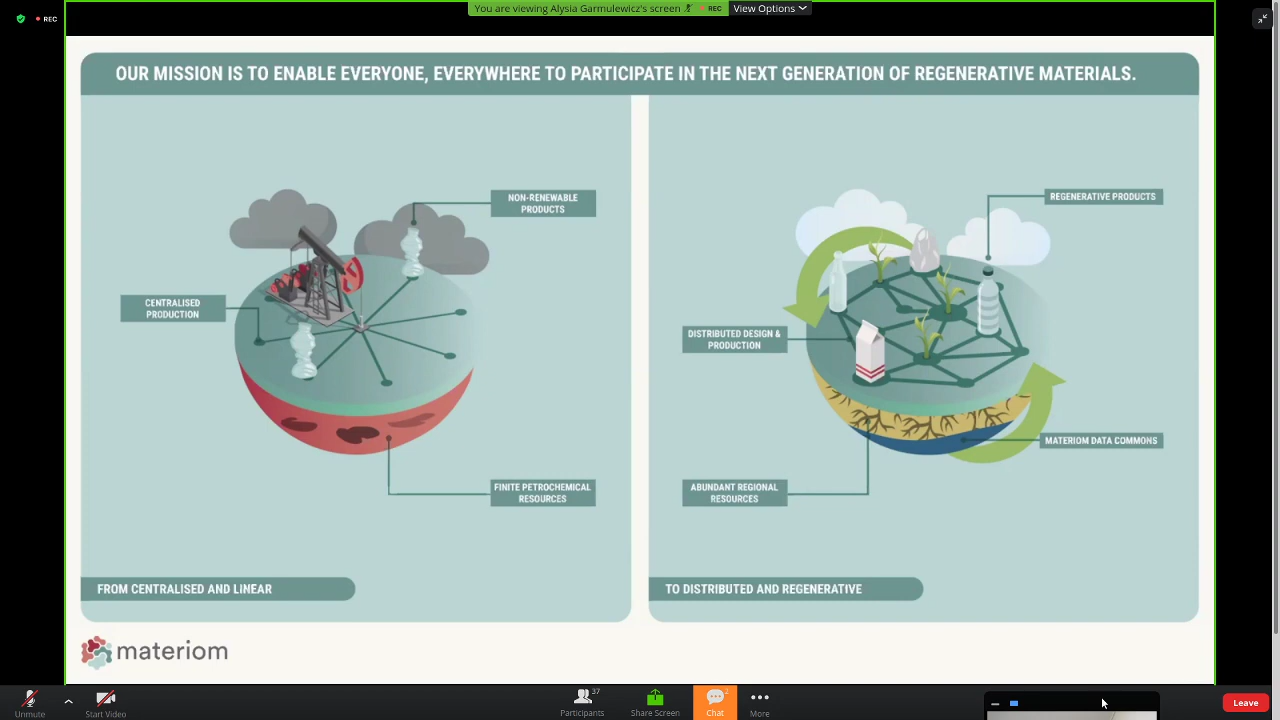 You are viewing Alysia Garmulewicz's screen
REC
View Options
REC
OUR MISSION IS TO ENABLE EVERYONE, EVERYWHERE TO PARTICIPATE IN THE NEXT GENERATION OF REGENERATIVE MATERIALS.
NON-RENEWABLE
PRODUCTS
CENTRALISED
PRODUCTION
FINITE PETROCHEMICAL
RESOURCES
FROM CENTRALISED AND LINEAR
REGENERATIVE PRODUCTS
DISTRIBUTED DESIGN &
PRODUCTION
MATERIOM DATA COMMONS
ABUNDANT REGIONAL
RESOURCES
TO DISTRIBUTED AND REGENERATIVE
materiom
Unmute
Start Video
Participants
37
Share Screen
Chat
More
Leave